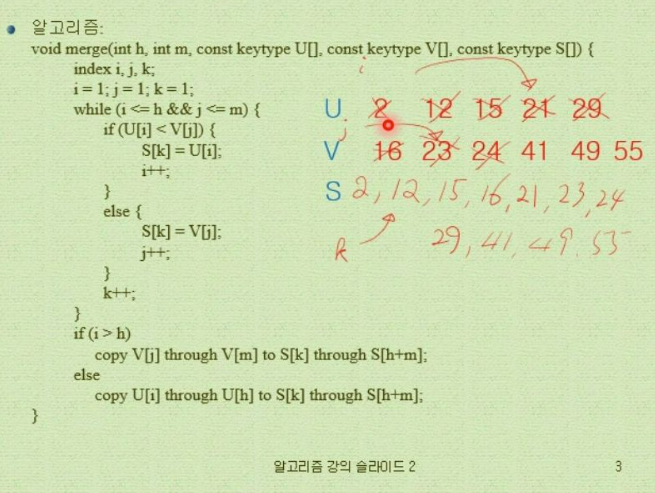 알고리즘:
void merge(int h, int m, const keytype U[], const keytype V[], const keytype S[]) {
index i, j, k;
i = 1; j = 1; k = 1;
while (i <= h && j <= m) {
if (U[i] < V[j]) {
S[k] = U[i];
i++;
}
else {
S[k] = V[j];
j++;
}
k++;
}
if (i > h)
copy V[j] through V[m] to S[k] through S[h+m];
else
copy U[i] through U[h] to S[k] through S[h+m];
}
i
U 2 12 15 21 29
j
V 16 23 24 41 49 55
S 2, 12, 15, 16, 21, 23, 24
29, 41, 49, 55
k
알고리즘 강의 슬라이드 2
3